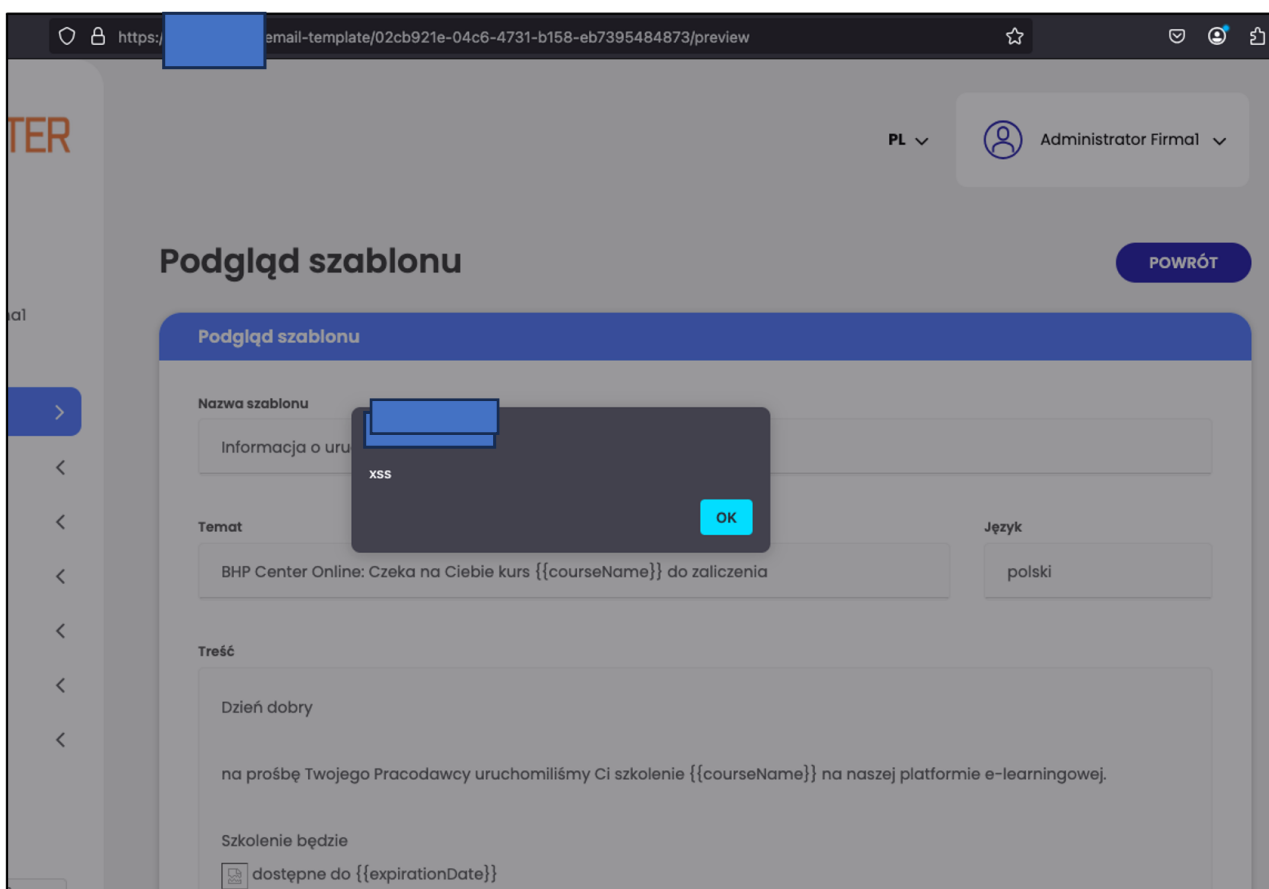 https:/ email-template/02cb921e-04c6-4731-b158-eb7395484873/preview
TER
PL
Administrator Firma1
Podgląd szablonu
POWRÓT
na1
Podgląd szablonu
Nazwa szablonu
Informacja o uru
xss
OK
Temat
Język
BHP Center Online: Czeka na Ciebie kurs {{courseName}} do zaliczenia
polski
Treść
Dzień dobry
na prośbę Twojego Pracodawcy uruchomiliśmy Ci szkolenie {{courseName}} na naszej platformie e-learningowej.
Szkolenie będzie
dostępne do {{expirationDate}}